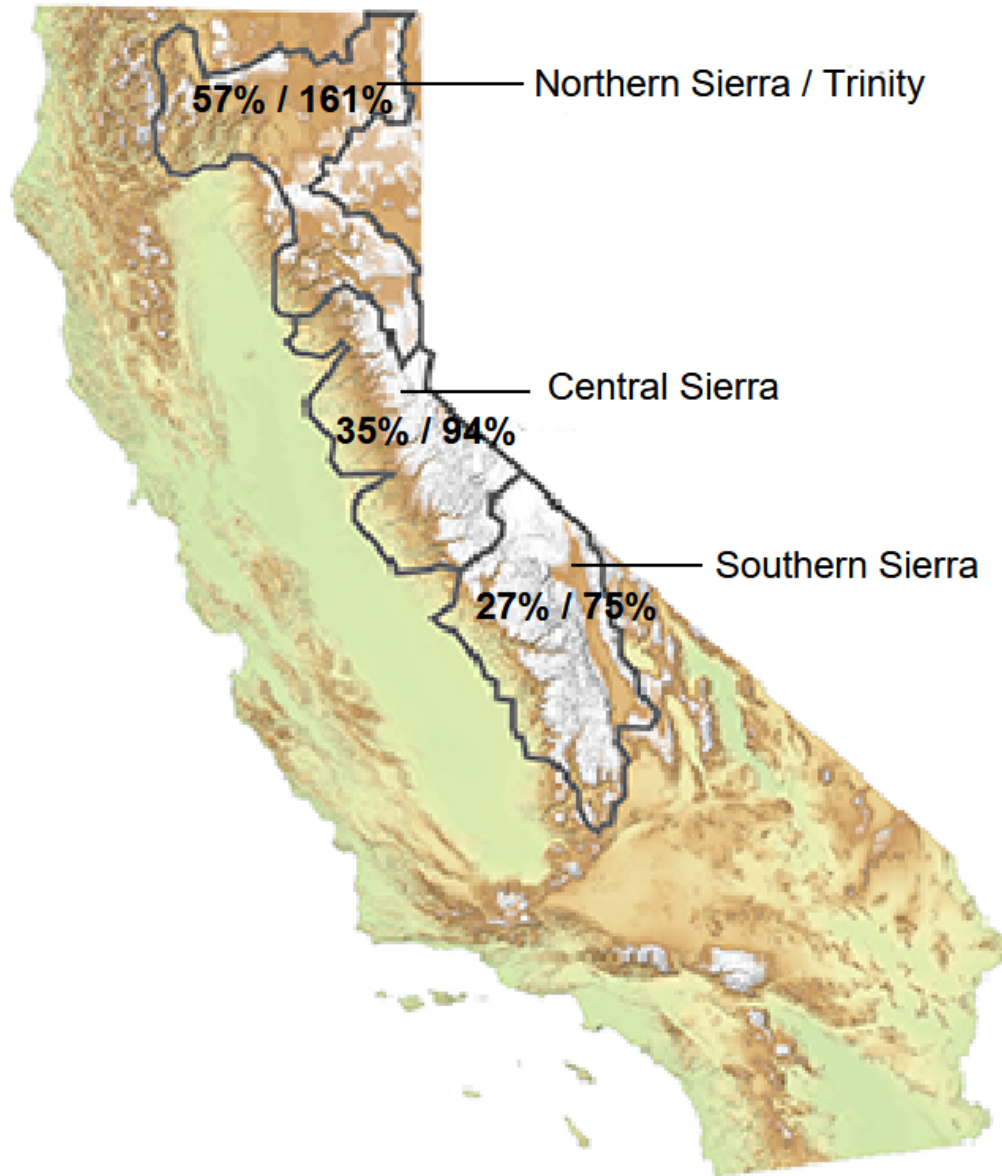 Northern Sierra / Trinity
57% / 161%
Central Sierra
35% / 94%
Southern Sierra
27% / 75%